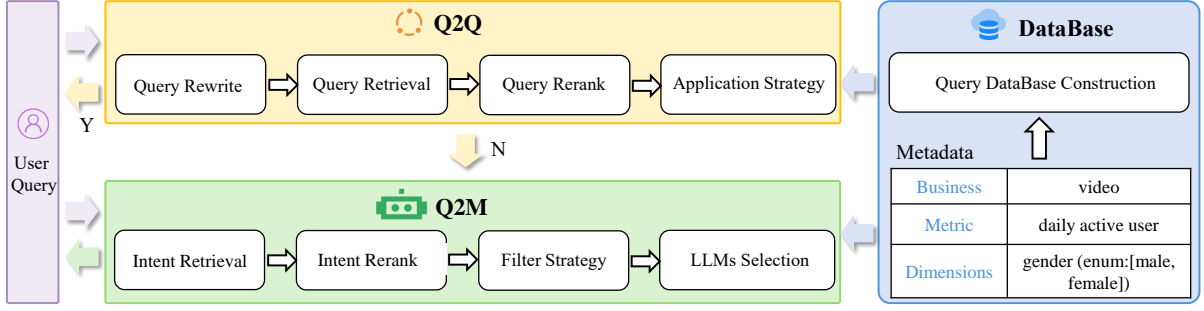 Q2Q
Query Rewrite
Query Retrieval
Query Rerank
Application Strategy
Y
N
User
Query
Q2M
Intent Retrieval
Intent Rerank
Filter Strategy
LLMs Selection
DataBase
Query DataBase Construction
Metadata
Business
video
Metric
daily active user
Dimensions
gender (enum:[male,
female])